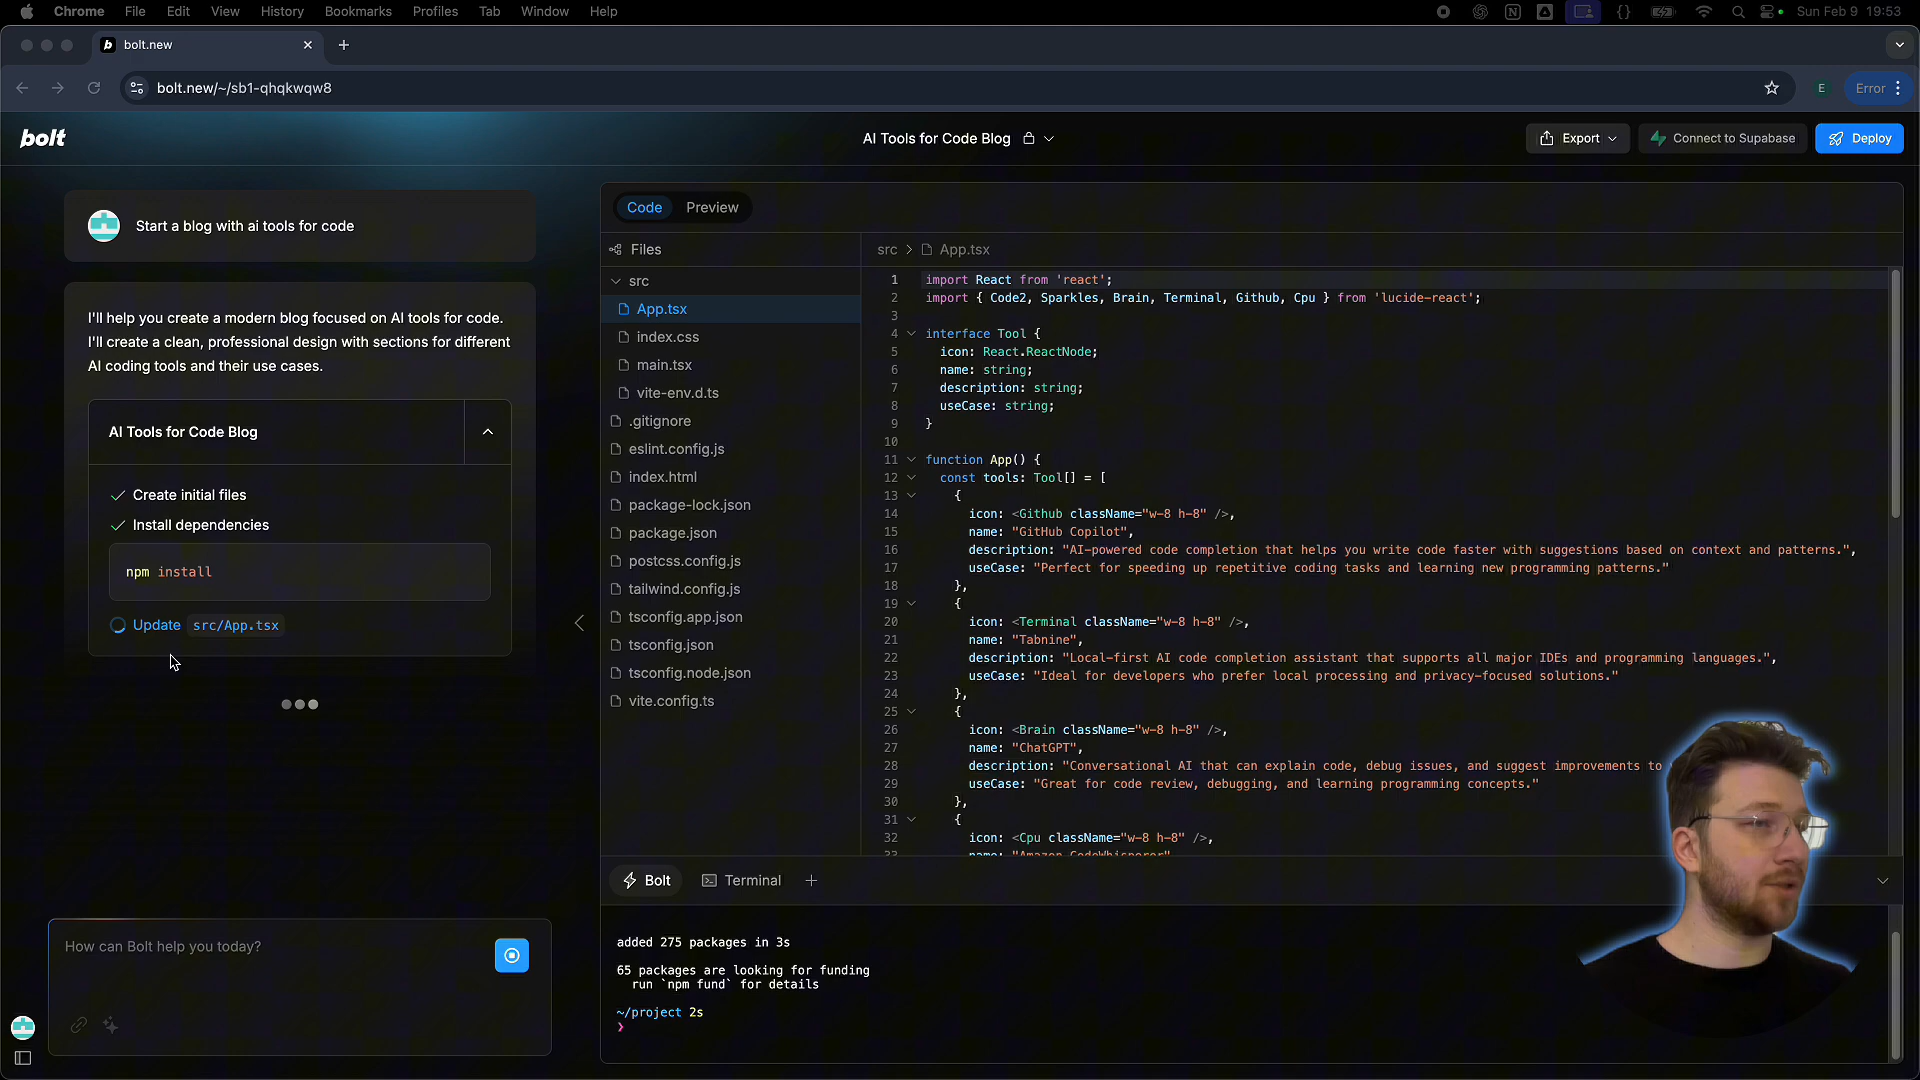 Chrome File Edit View History Bookmarks Profiles Tab Window Help Sun Feb 9 19:53
bolt.new
bolt.new/~/sb1-qhqkwqw8
E
Error
bolt
AI Tools for Code Blog
Export
Connect to Supabase
Deploy
Start a blog with ai tools for code
I'll help you create a modern blog focused on AI tools for code.
I'll create a clean, professional design with sections for different
AI coding tools and their use cases.
AI Tools for Code Blog
Create initial files
Install dependencies
npm install
Update src/App.tsx
How can Bolt help you today?
Code Preview
Files
src
App.tsx
index.css
main.tsx
vite-env.d.ts
.gitignore
eslint.config.js
index.html
package-lock.json
package.json
postcss.config.js
tailwind.config.js
tsconfig.app.json
tsconfig.json
tsconfig.node.json
vite.config.ts
src > App.tsx
1 import React from 'react';
2 import { Code2, Sparkles, Brain, Terminal, Github, Cpu } from 'lucide-react';
3
4 interface Tool {
5 icon: React.ReactNode;
6 name: string;
7 description: string;
8 useCase: string;
9 }
10
11 function App() {
12 const tools: Tool[] = [
13 {
14 icon: <Github className="w-8 h-8" />,
15 name: "GitHub Copilot",
16 description: "AI-powered code completion that helps you write code faster with suggestions based on context and patterns.",
17 useCase: "Perfect for speeding up repetitive coding tasks and learning new programming patterns."
18 },
19 {
20 icon: <Terminal className="w-8 h-8" />,
21 name: "Tabnine",
22 description: "Local-first AI code completion assistant that supports all major IDEs and programming languages.",
23 useCase: "Ideal for developers who prefer local processing and privacy-focused solutions."
24 },
25 {
26 icon: <Brain className="w-8 h-8" />,
27 name: "ChatGPT",
28 description: "Conversational AI that can explain code, debug issues, and suggest improvements to
29 useCase: "Great for code review, debugging, and learning programming concepts."
30 },
31 {
32 icon: <Cpu className="w-8 h-8" />,
33 name: "Amazon CodeWhisperer"
Bolt Terminal
added 275 packages in 3s
65 packages are looking for funding
run `npm fund` for details
~/project 2s
❯